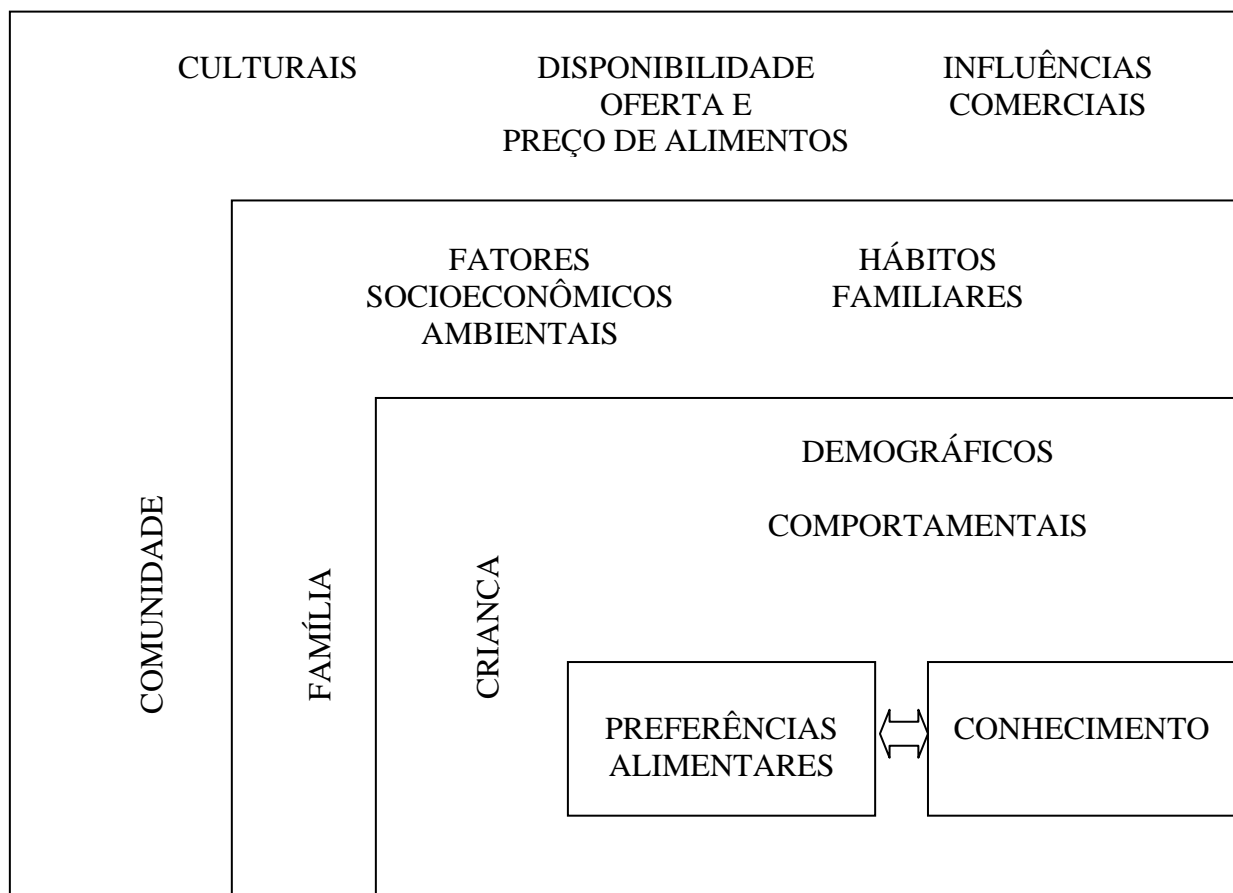 CULTURAIS
DISPONIBILIDADE
OFERTA E
PREÇO DE ALIMENTOS
INFLUÊNCIAS
COMERCIAIS
FATORES
SOCIOECONÔMICOS
AMBIENTAIS
HÁBITOS
FAMILIARES
DEMOGRÁFICOS
COMPORTAMENTAIS
COMUNIDADE
FAMÍLIA
CRIANCA
PREFERÊNCIAS
ALIMENTARES
CONHECIMENTO